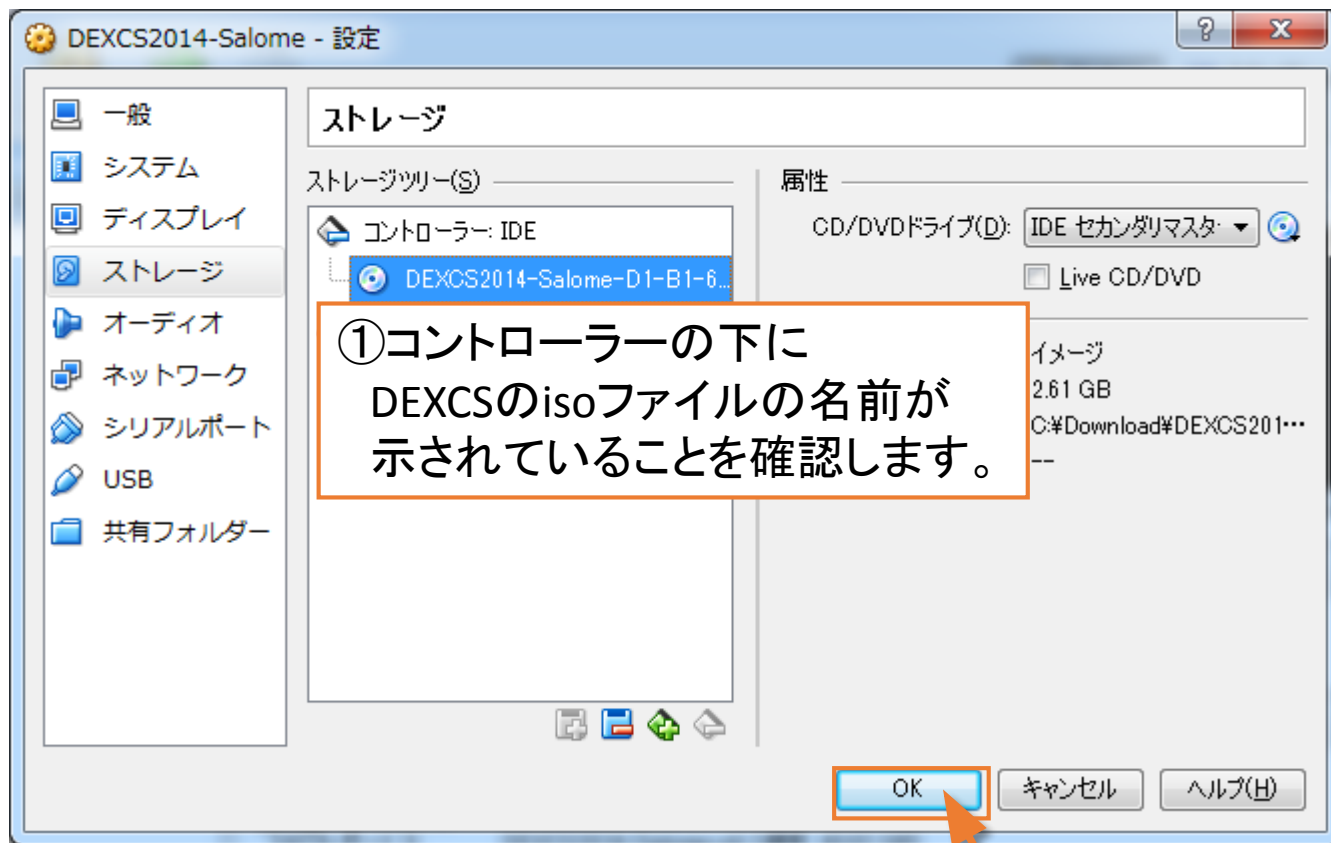 DEXCS2014-Salome - 設定
一般
システム
ディスプレイ
ストレージ
オーディオ
ネットワーク
シリアルポート
USB
共有フォルダー
ストレージ
ストレージツリー(S)
コントローラー: IDE
DEXCS2014-Salome-D1-B1-6...
属性
CD/DVDドライブ(D): IDE セカンダリマスタ
Live CD/DVD
イメージ
2.61 GB
C:¥Download¥DEXCS201...
--
①コントローラーの下に
DEXCSのisoファイルの名前が
示されていることを確認します。
OK
キャンセル
ヘルプ(H)